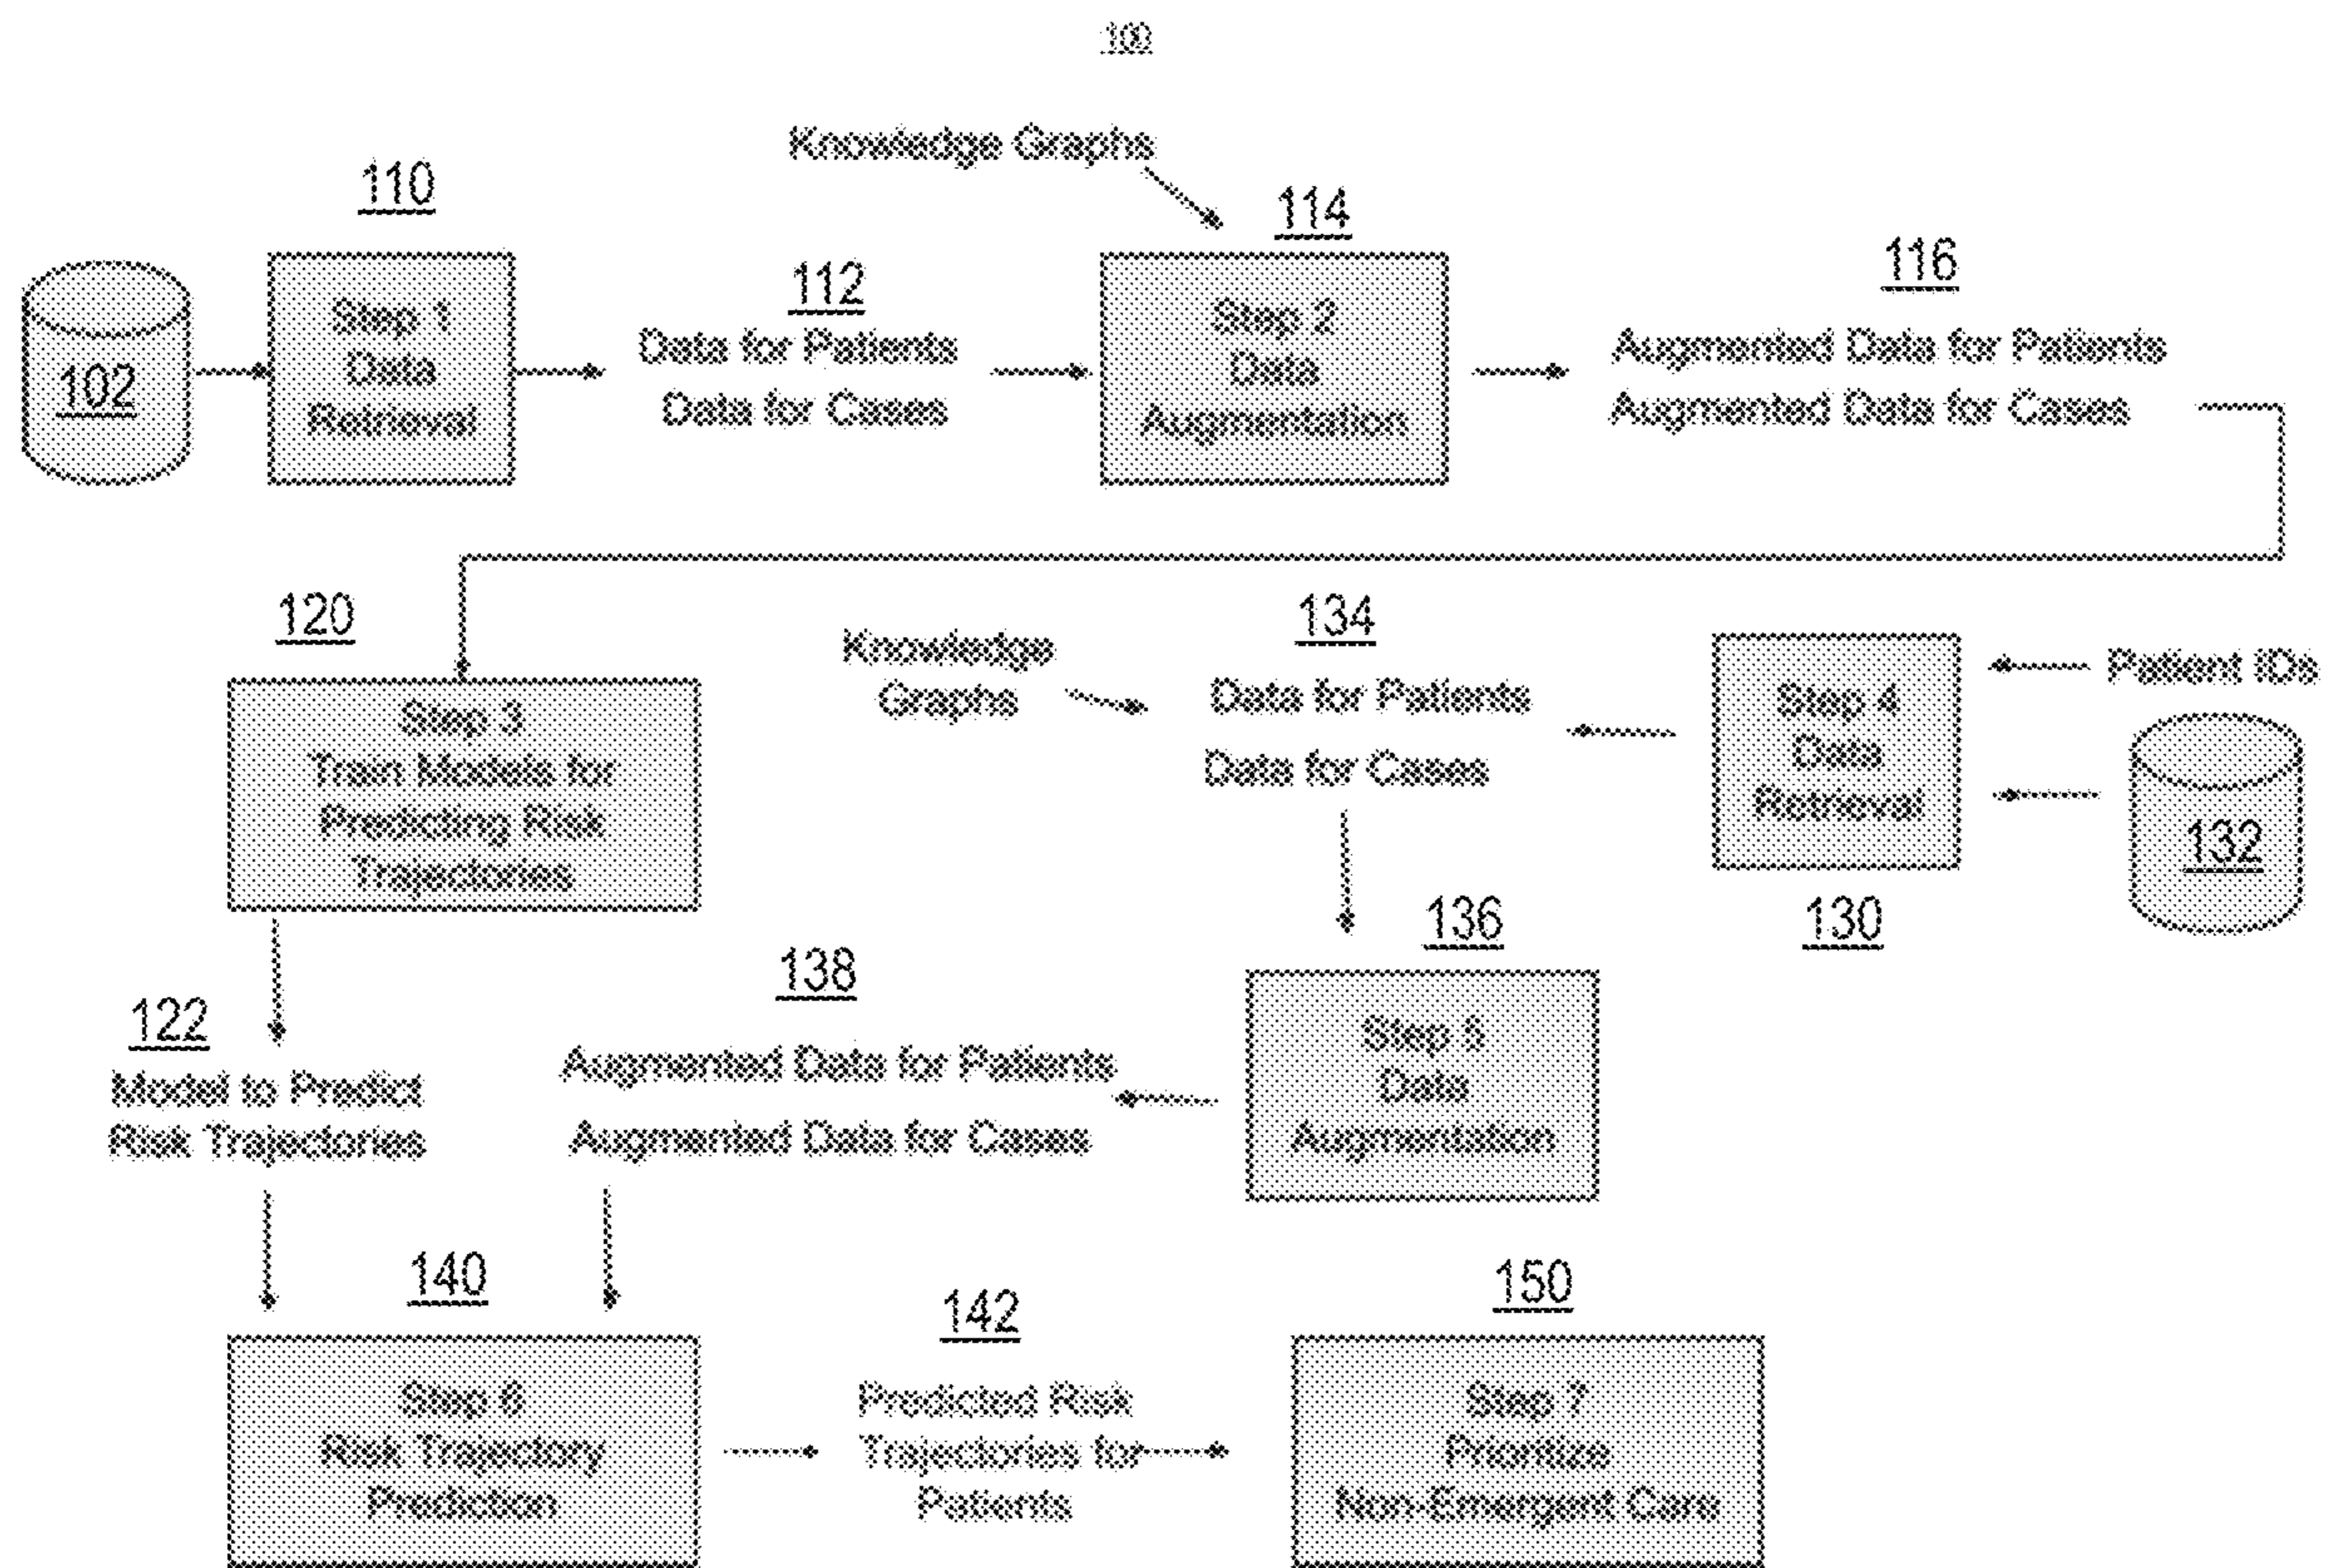 100
Knowledge Graphs
110
114
116
112
102
Step 1
Data
Retrieval
Data for Patients
Data for Cases
Step 2
Data
Augmentation
Augmented Data for Patients
Augmented Data for Cases
120
Step 3
Train Models for
Predicting Risk
Trajectories
Knowledge
Graphs
134
Data for Patients
Data for Cases
Step 4
Data
Retrieval
130
Patient IDs
132
122
Model to Predict
Risk Trajectories
138
Augmented Data for Patients
Augmented Data for Cases
136
Step 5
Data
Augmentation
140
Step 6
Risk Trajectory
Prediction
142
Predicted Risk
Trajectories for
Patients
150
Step 7
Prioritize
Non-Emergent Care